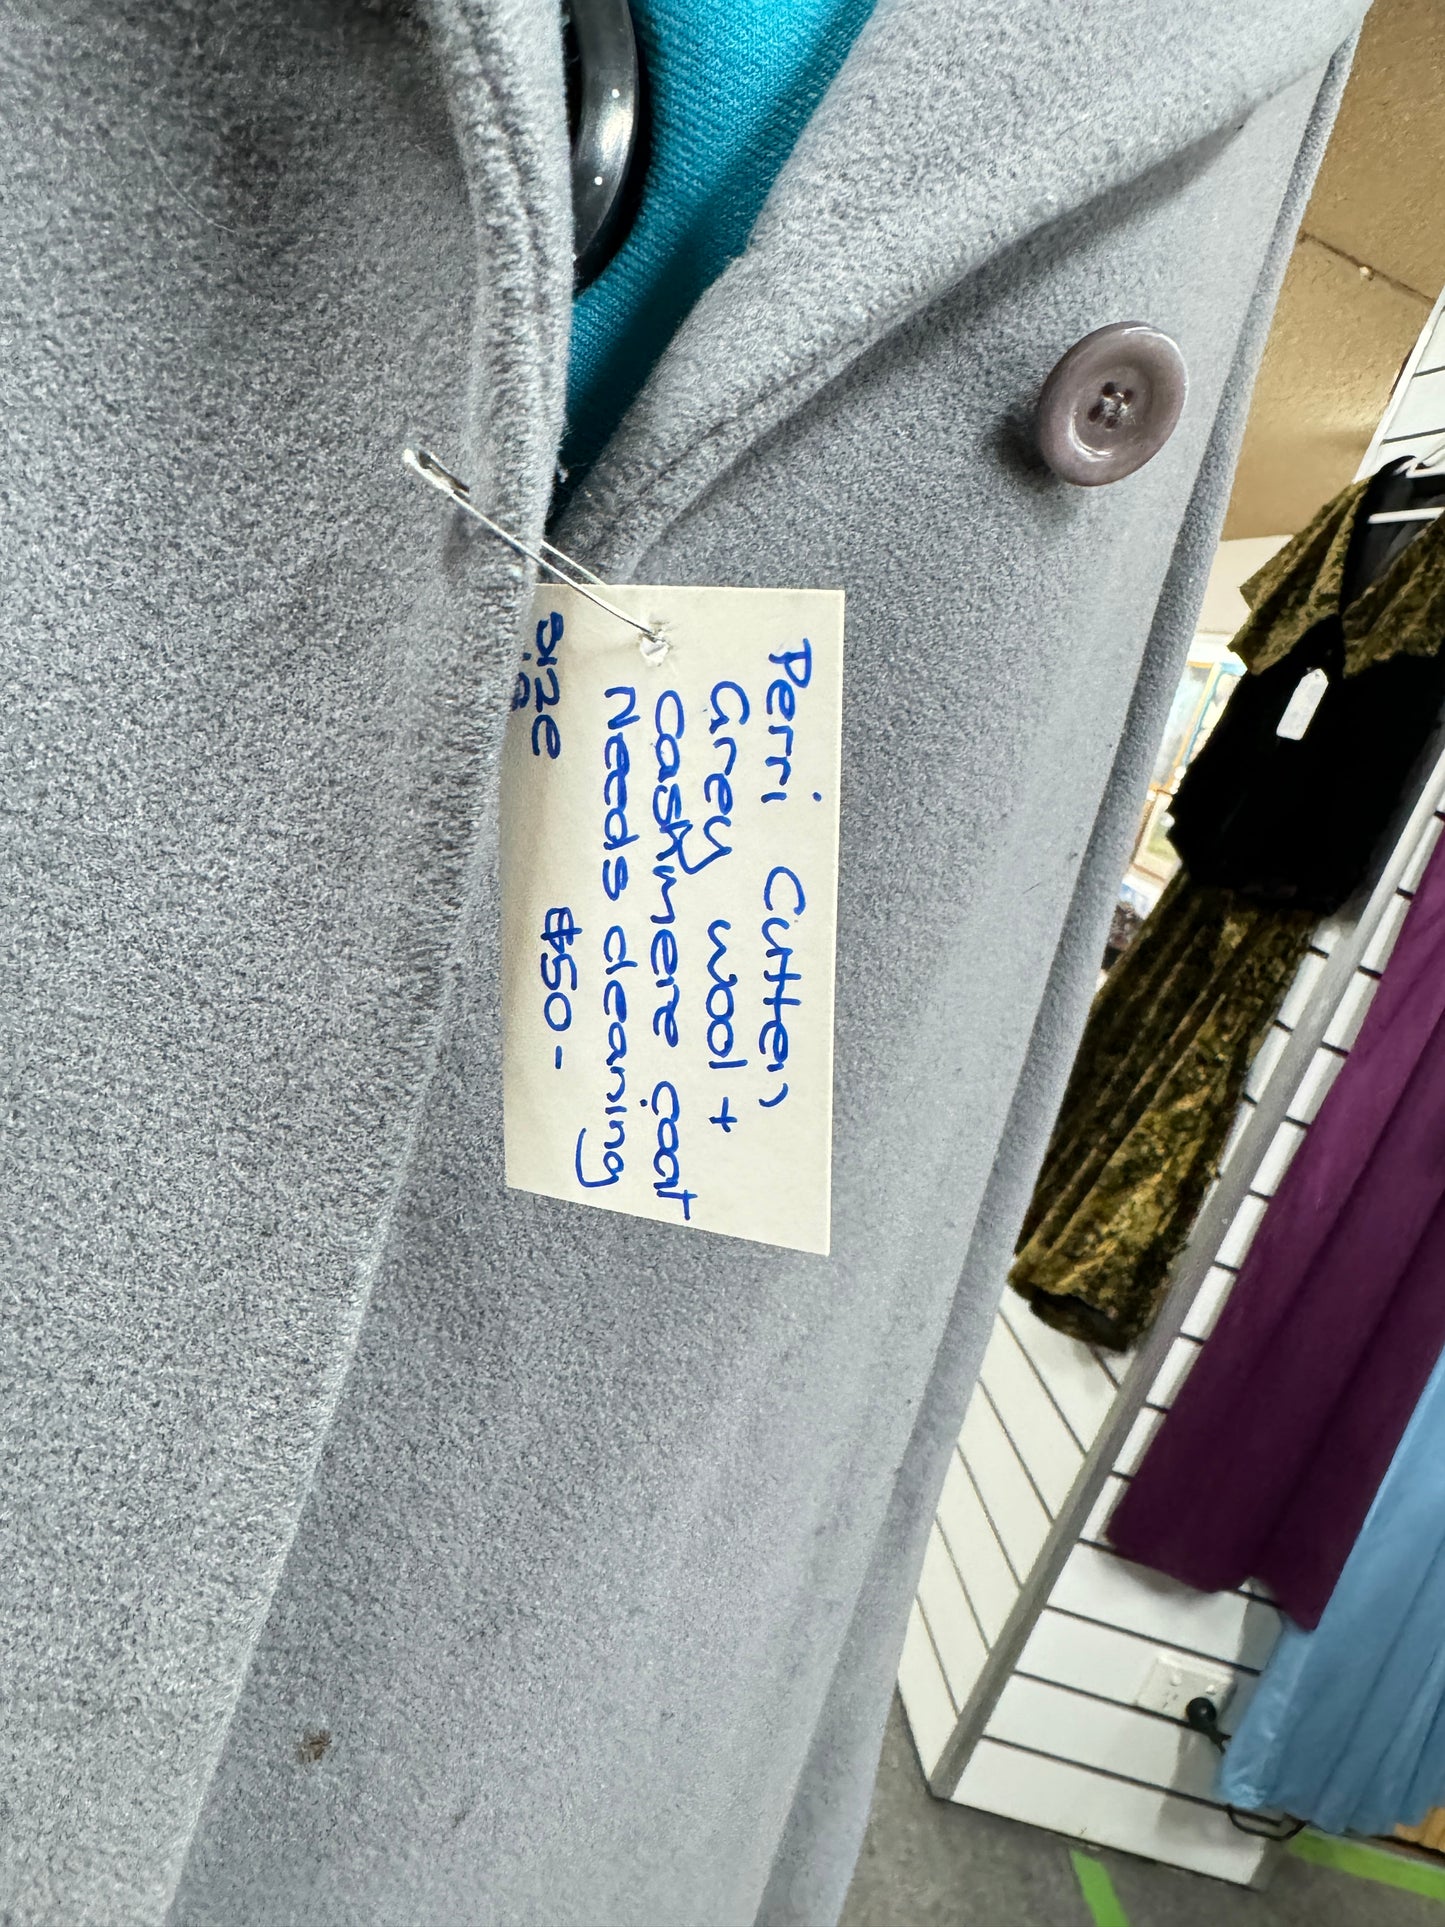 Perri Cutten
Grey wool +
cashmere coat
Needs cleaning
size $50-